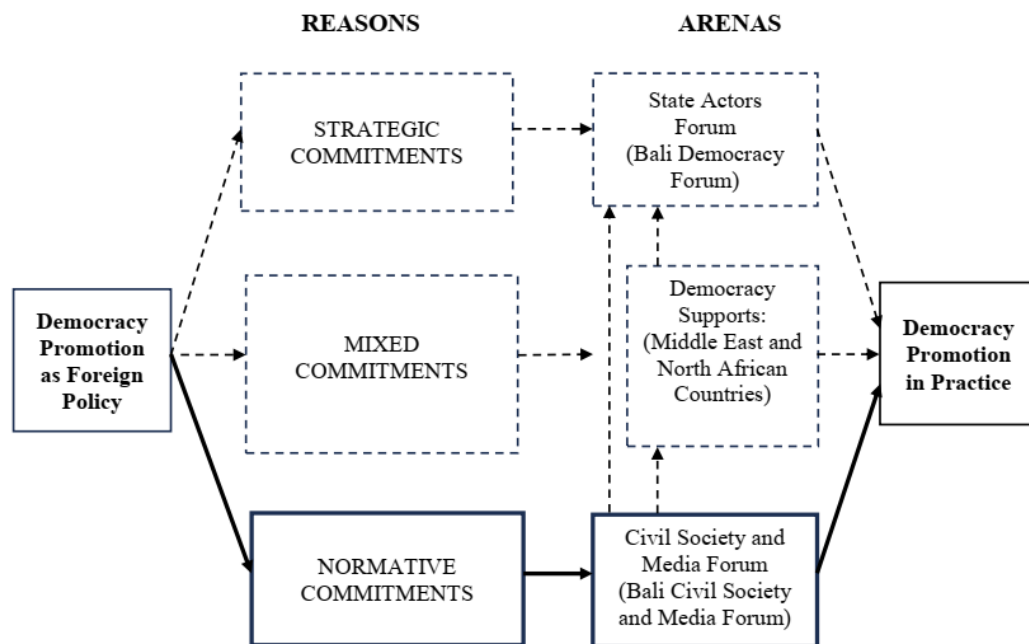 REASONS
ARENAS
STRATEGIC
COMMITMENTS
State Actors
Forum
(Bali Democracy
Forum)
Democracy
Promotion
as Foreign
Policy
MIXED
COMMITMENTS
Democracy
Supports:
(Middle East and
North African
Countries)
Democracy
Promotion
in Practice
NORMATIVE
COMMITMENTS
Civil Society and
Media Forum
(Bali Civil Society
and Media Forum)